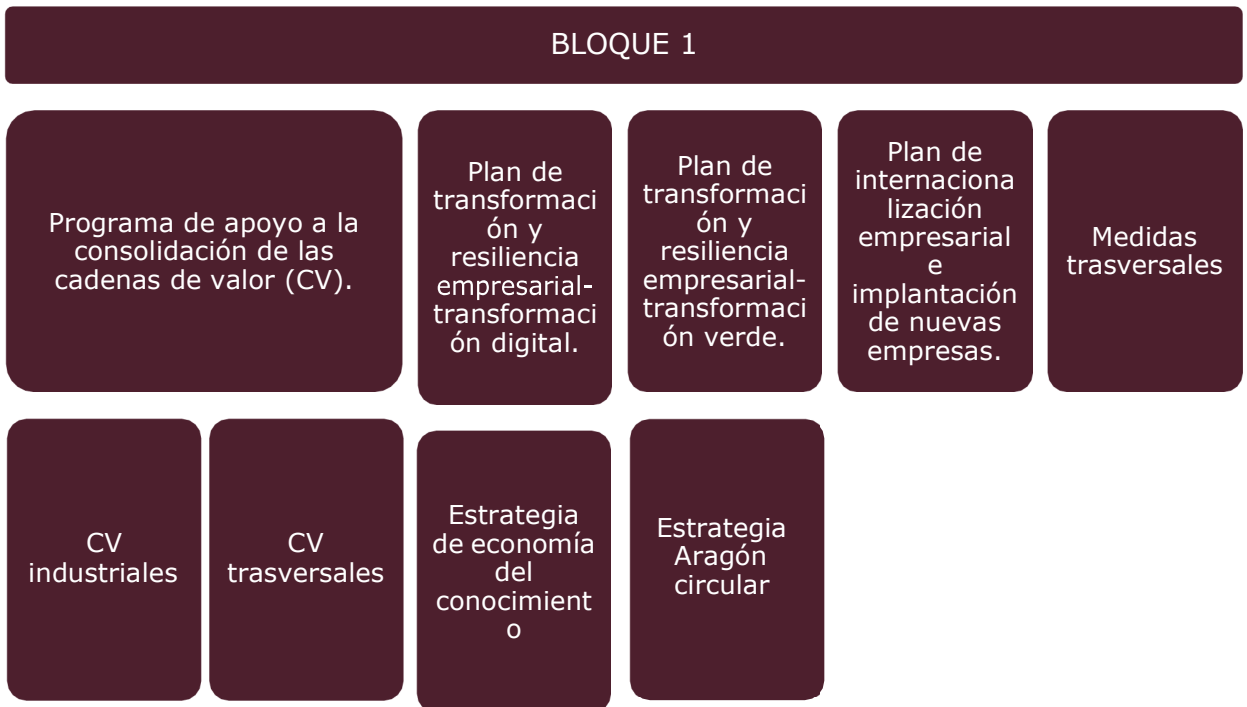 BLOQUE 1
Programa de apoyo a la
consolidación de las
cadenas de valor (CV).
Plan de
transformaci
ón y
resiliencia
empresarial-
transformaci
ón digital.
Plan de
transformaci
ón y
resiliencia
empresarial-
transformaci
ón verde.
Plan de
internaciona
lización
empresarial
e
implantación
de nuevas
empresas.
Medidas
trasversales
CV
industriales
CV
trasversales
Estrategia
de economía
del
conocimient
o
Estrategia
Aragón
circular